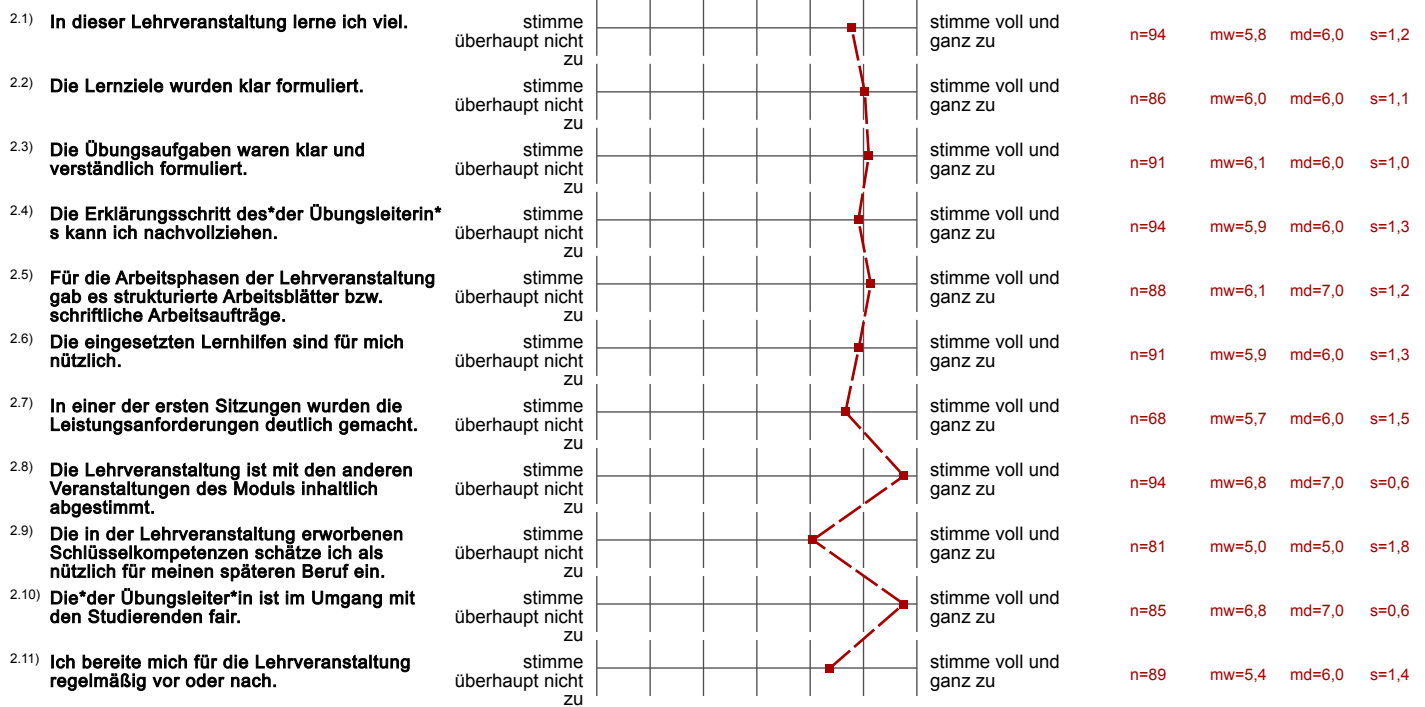 2.1) In dieser Lehrveranstaltung lerne ich viel.
stimme
überhaupt nicht
zu
stimme voll und
ganz zu
n=94 mw=5,8 md=6,0 s=1,2
2.2) Die Lernziele wurden klar formuliert.
stimme
überhaupt nicht
zu
stimme voll und
ganz zu
n=86 mw=6,0 md=6,0 s=1,1
2.3) Die Übungsaufgaben waren klar und
verständlich formuliert.
stimme
überhaupt nicht
zu
stimme voll und
ganz zu
n=91 mw=6,1 md=6,0 s=1,0
2.4) Die Erklärungsschritt des*der Übungsleiterin*
s kann ich nachvollziehen.
stimme
überhaupt nicht
zu
stimme voll und
ganz zu
n=94 mw=5,9 md=6,0 s=1,3
2.5) Für die Arbeitsphasen der Lehrveranstaltung
gab es strukturierte Arbeitsblätter bzw.
schriftliche Arbeitsaufträge.
stimme
überhaupt nicht
zu
stimme voll und
ganz zu
n=88 mw=6,1 md=7,0 s=1,2
2.6) Die eingesetzten Lernhilfen sind für mich
nützlich.
stimme
überhaupt nicht
zu
stimme voll und
ganz zu
n=91 mw=5,9 md=6,0 s=1,3
2.7) In einer der ersten Sitzungen wurden die
Leistungsanforderungen deutlich gemacht.
stimme
überhaupt nicht
zu
stimme voll und
ganz zu
n=68 mw=5,7 md=6,0 s=1,5
2.8) Die Lehrveranstaltung ist mit den anderen
Veranstaltungen des Moduls inhaltlich
abgestimmt.
stimme
überhaupt nicht
zu
stimme voll und
ganz zu
n=94 mw=6,8 md=7,0 s=0,6
2.9) Die in der Lehrveranstaltung erworbenen
Schlüsselkompetenzen schätze ich als
nützlich für meinen späteren Beruf ein.
stimme
überhaupt nicht
zu
stimme voll und
ganz zu
n=81 mw=5,0 md=5,0 s=1,8
2.10) Die*der Übungsleiter*in ist im Umgang mit
den Studierenden fair.
stimme
überhaupt nicht
zu
stimme voll und
ganz zu
n=85 mw=6,8 md=7,0 s=0,6
2.11) Ich bereite mich für die Lehrveranstaltung
regelmäßig vor oder nach.
stimme
überhaupt nicht
zu
stimme voll und
ganz zu
n=89 mw=5,4 md=6,0 s=1,4